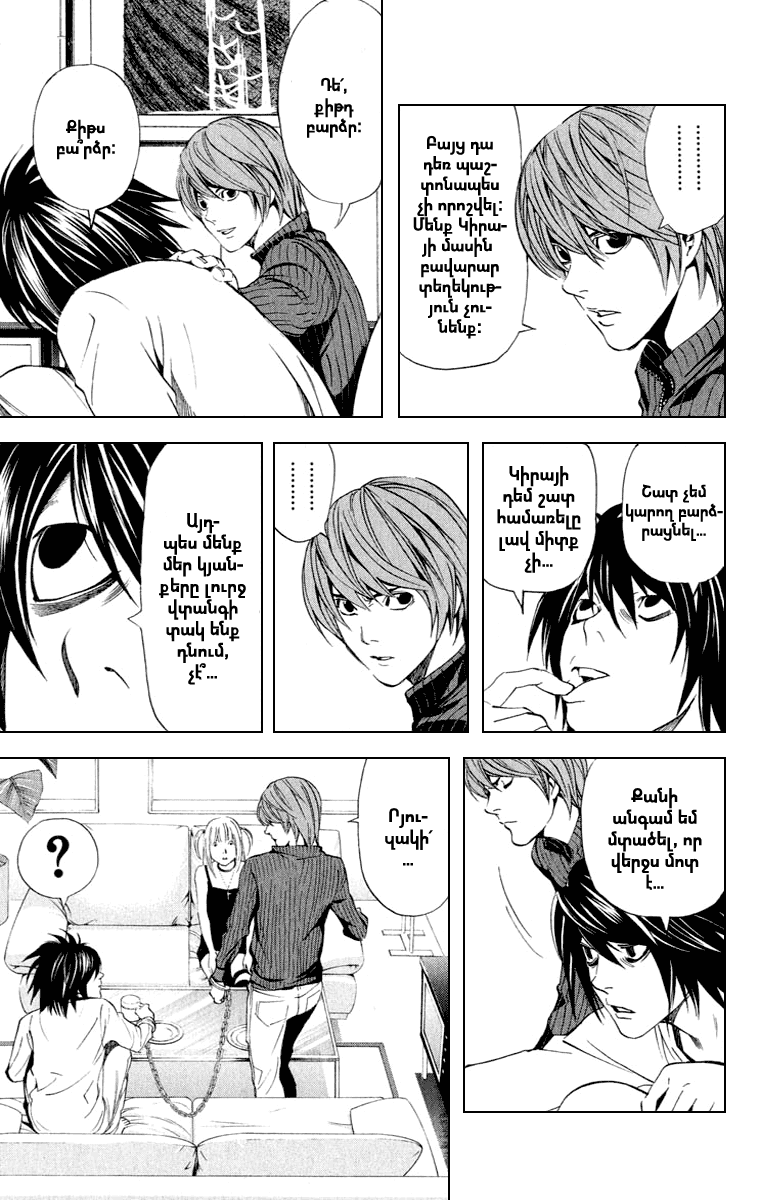 ⋮⋮
Բայց դա
դեռ պաշ-
տոնապես
չի որոշվել:
Մենք Կիրա-
յի մասին
բավարար
տեղեկութ-
յուն չու-
նենք:
Դե՛,
քիթդ
բարձր:
Քիթս
բա՞րձր:
Շատ չեմ
կարող բարձ-
րացնել...
Կիրայի
դեմ շատ
համառելը
լավ միտք
չի...
⋮⋮
Այդ-
պես մենք
մեր կյան-
քերը լուրջ
վտանգի
տակ ենք
դնում,
չէ՞...
Քանի
անգամ եմ
մտածել, որ
վերջս մոտ
է...
Րյու-
զակի՛
...
?